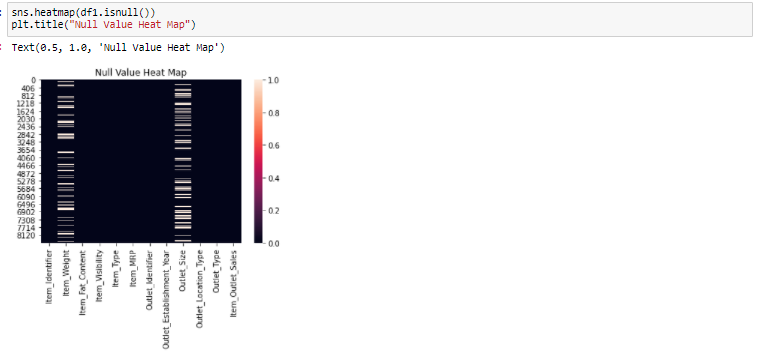 sns.heatmap(df1.isnull())
plt.title("Null Value Heat Map")
Text(0.5, 1.0, 'Null Value Heat Map')
Null Value Heat Map
0
406
812
1218
1624
2030
2436
2842
3248
3654
4060
4466
4872
5278
5684
6090
6496
6902
7308
7714
8120
1.0
0.8
0.6
0.4
0.2
0.0
Item_Identifier
Item_Weight
Item_Fat_Content
Item_Visibility
Item_Type
Item_MRP
Outlet_Identifier
Outlet_Establishment_Year
Outlet_Size
Outlet_Location_Type
Outlet_Type
Item_Outlet_Sales